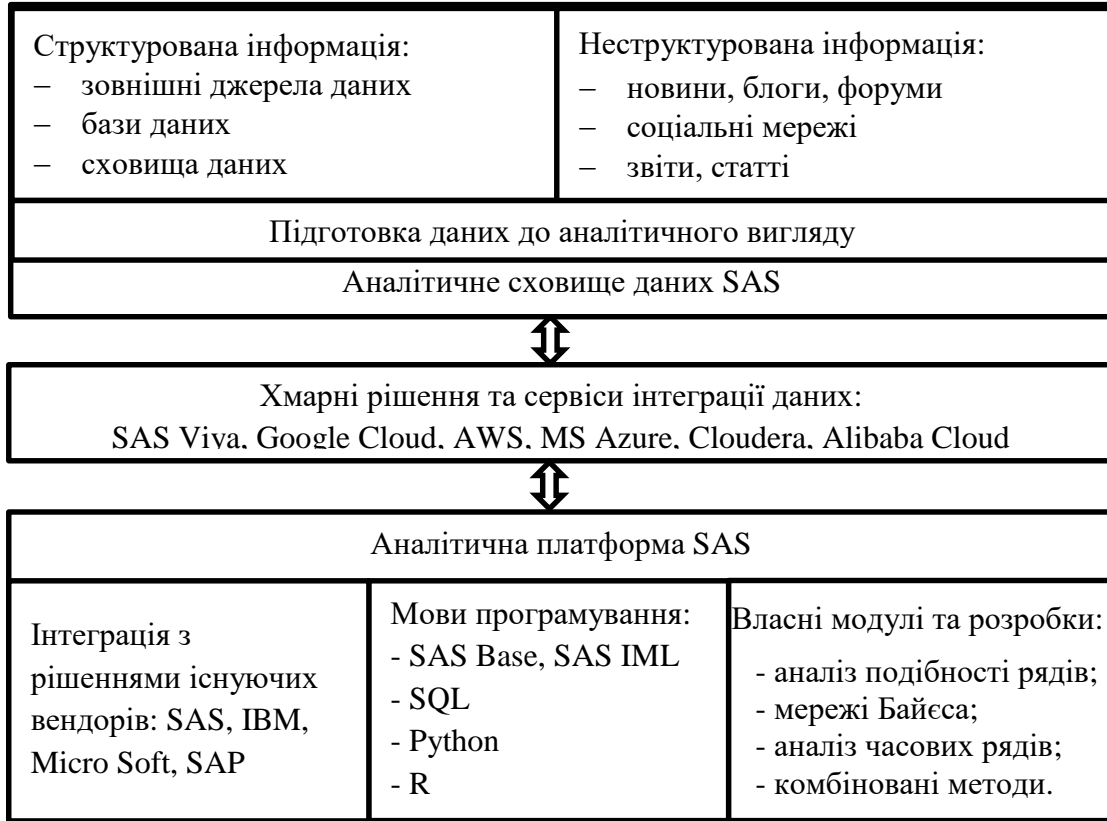 Структурована інформація:
– зовнішні джерела даних
– бази даних
– сховища даних
Неструктурована інформація:
– новини, блоги, форуми
– соціальні мережі
– звіти, статті
Підготовка даних до аналітичного вигляду
Аналітичне сховище даних SAS
Хмарні рішення та сервіси інтеграції даних:
SAS Viya, Google Cloud, AWS, MS Azure, Cloudera, Alibaba Cloud
Аналітична платформа SAS
Інтеграція з
рішеннями існуючих
вендорів: SAS, IBM,
Micro Soft, SAP
Мови програмування:
- SAS Base, SAS IML
- SQL
- Python
- R
Власні модулі та розробки:
- аналіз подібності рядів;
- мережі Байєса;
- аналіз часових рядів;
- комбіновані методи.